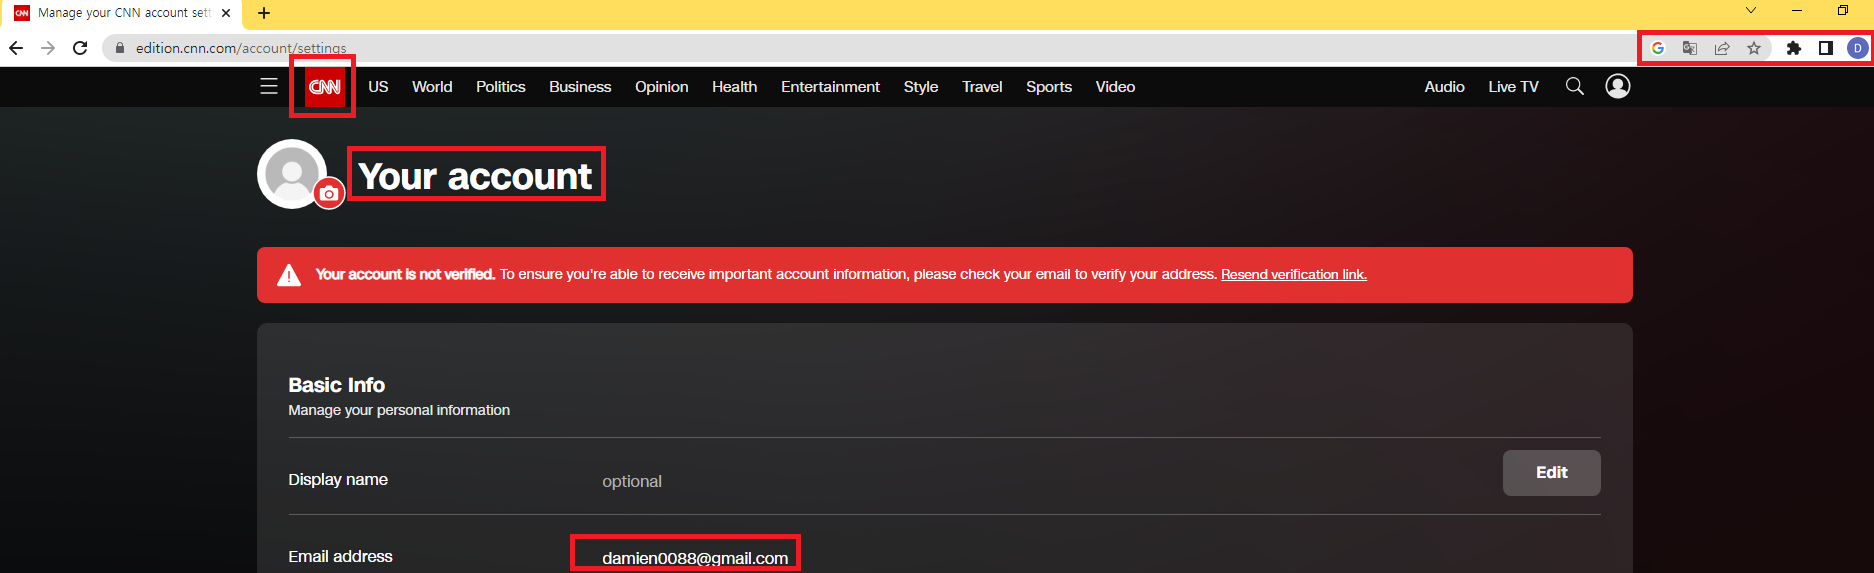 CNN Manage your CNN account sett
edition.cnn.com/account/settings
G D
CNN US World Politics Business Opinion Health Entertainment Style Travel Sports Video Audio Live TV
Your account
Your account is not verified. To ensure you're able to receive important account information, please check your email to verify your address. Resend verification link.
Basic Info
Manage your personal information
Display name optional Edit
Email address damien0088@gmail.com